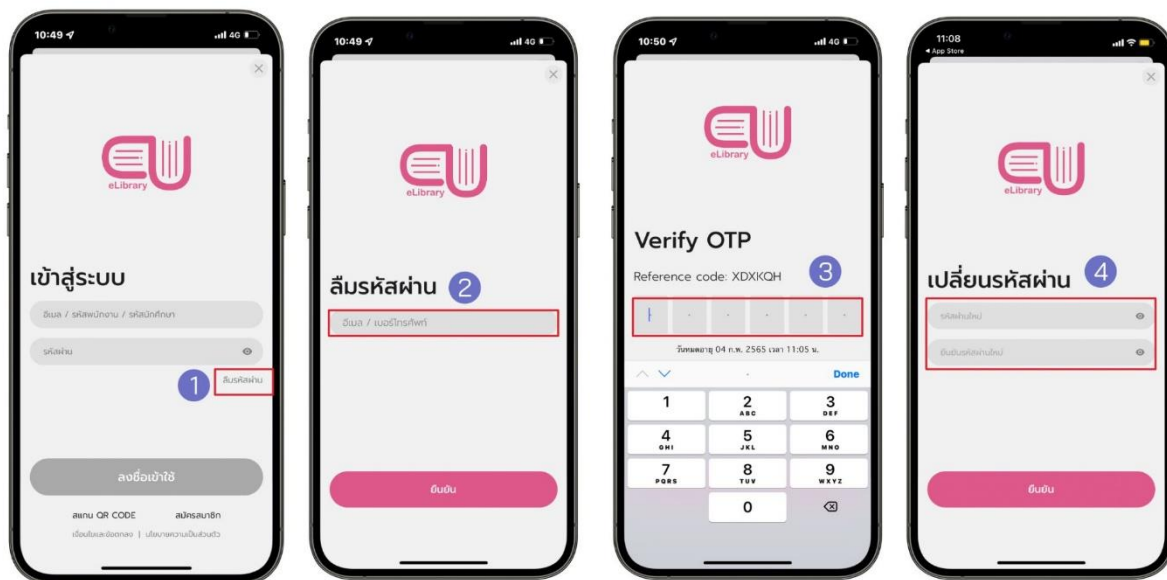 10:49
4G
eLibrary
เข้าสู่ระบบ
อีเมล / รหัสพนักงาน / รหัสนักศึกษา
รหัสผ่าน
1
ลืมรหัสผ่าน
ลงชื่อเข้าใช้
สแกน QR CODE สมัครสมาชิก
เงื่อนไขและข้อตกลง | นโยบายความเป็นส่วนตัว
10:49
4G
eLibrary
ลืมรหัสผ่าน 2
อีเมล / เบอร์โทรศัพท์
ยืนยัน
10:50
4G
eLibrary
Verify OTP
Reference code: XDXKQH 3
วันหมดอายุ 04 ก.พ. 2565 เวลา 11:05 น.
Done
1 2 3
ABC DEF
4 5 6
GHI JKL MNO
7 8 9
PQRS TUV WXYZ
0
11:08
App Store
eLibrary
เปลี่ยนรหัสผ่าน 4
รหัสผ่านใหม่
ยืนยันรหัสผ่านใหม่
ยืนยัน